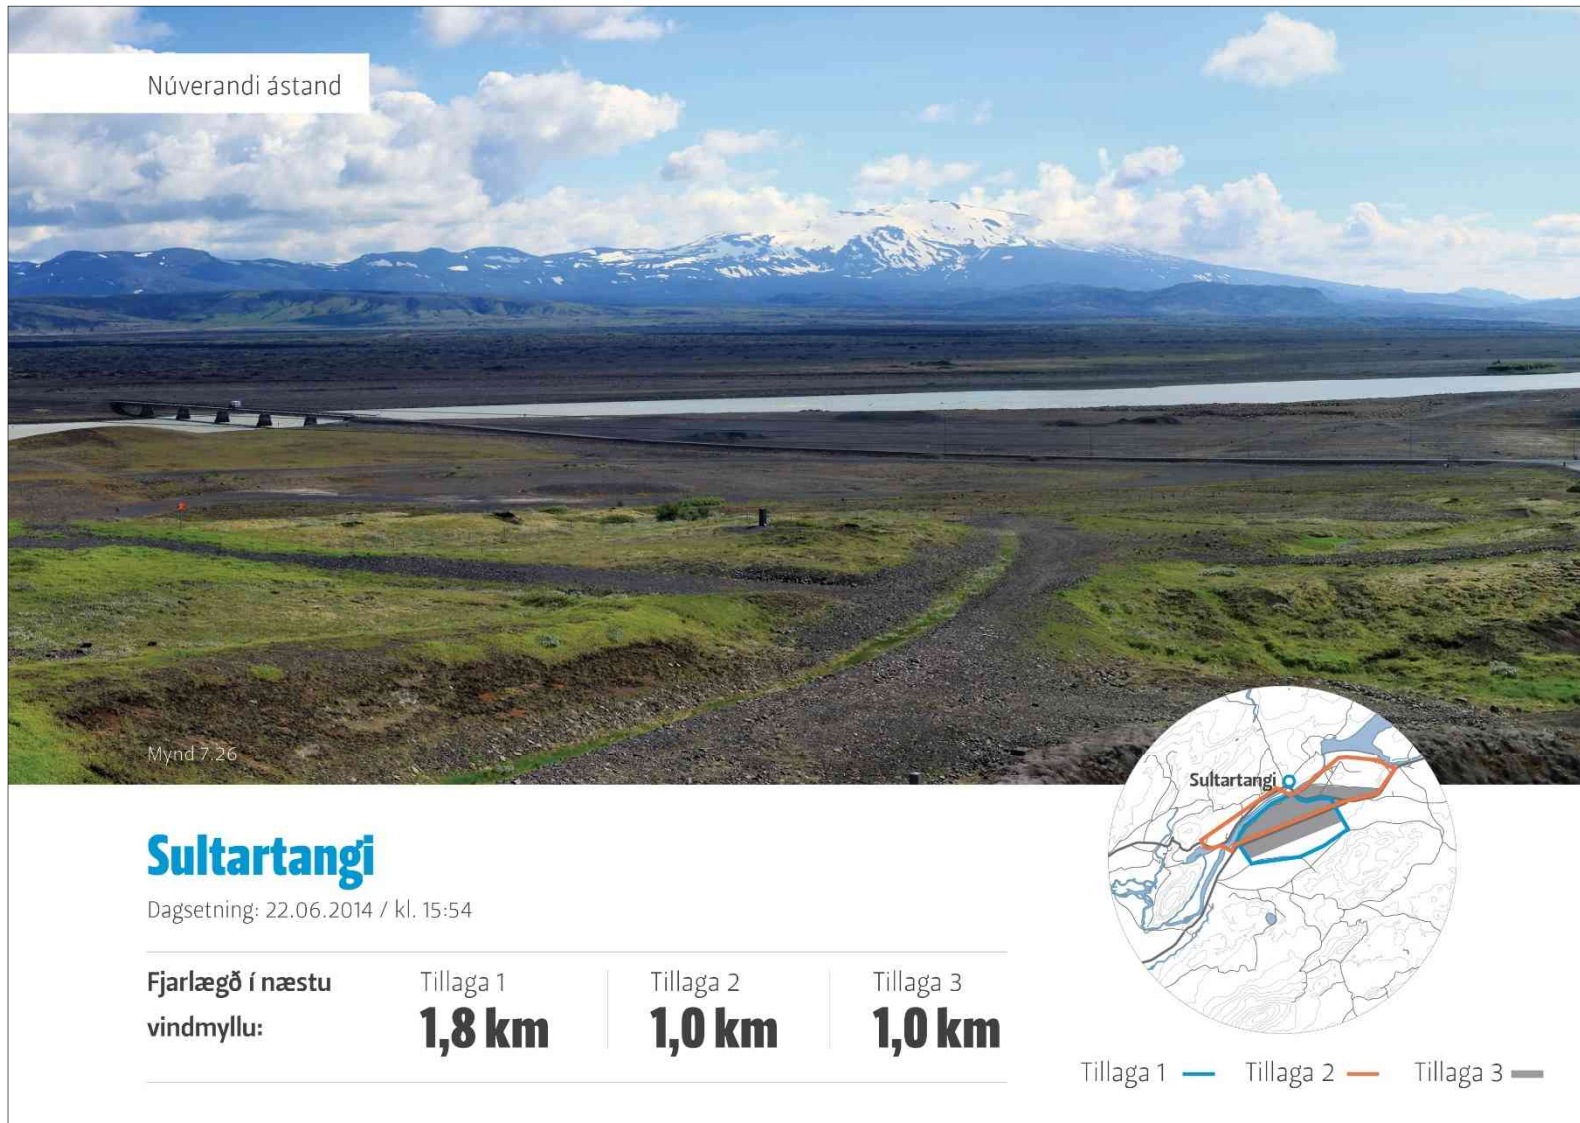 Núverandi ástand
Mynd 7.26
Sultartangi
Sultartangi
Dagsetning: 22.06.2014 / kl. 15:54
Fjarlægð í næstu
vindmyllu:
Tillaga 1
1,8 km
Tillaga 2
1,0 km
Tillaga 3
1,0 km
Tillaga 1
Tillaga 2
Tillaga 3